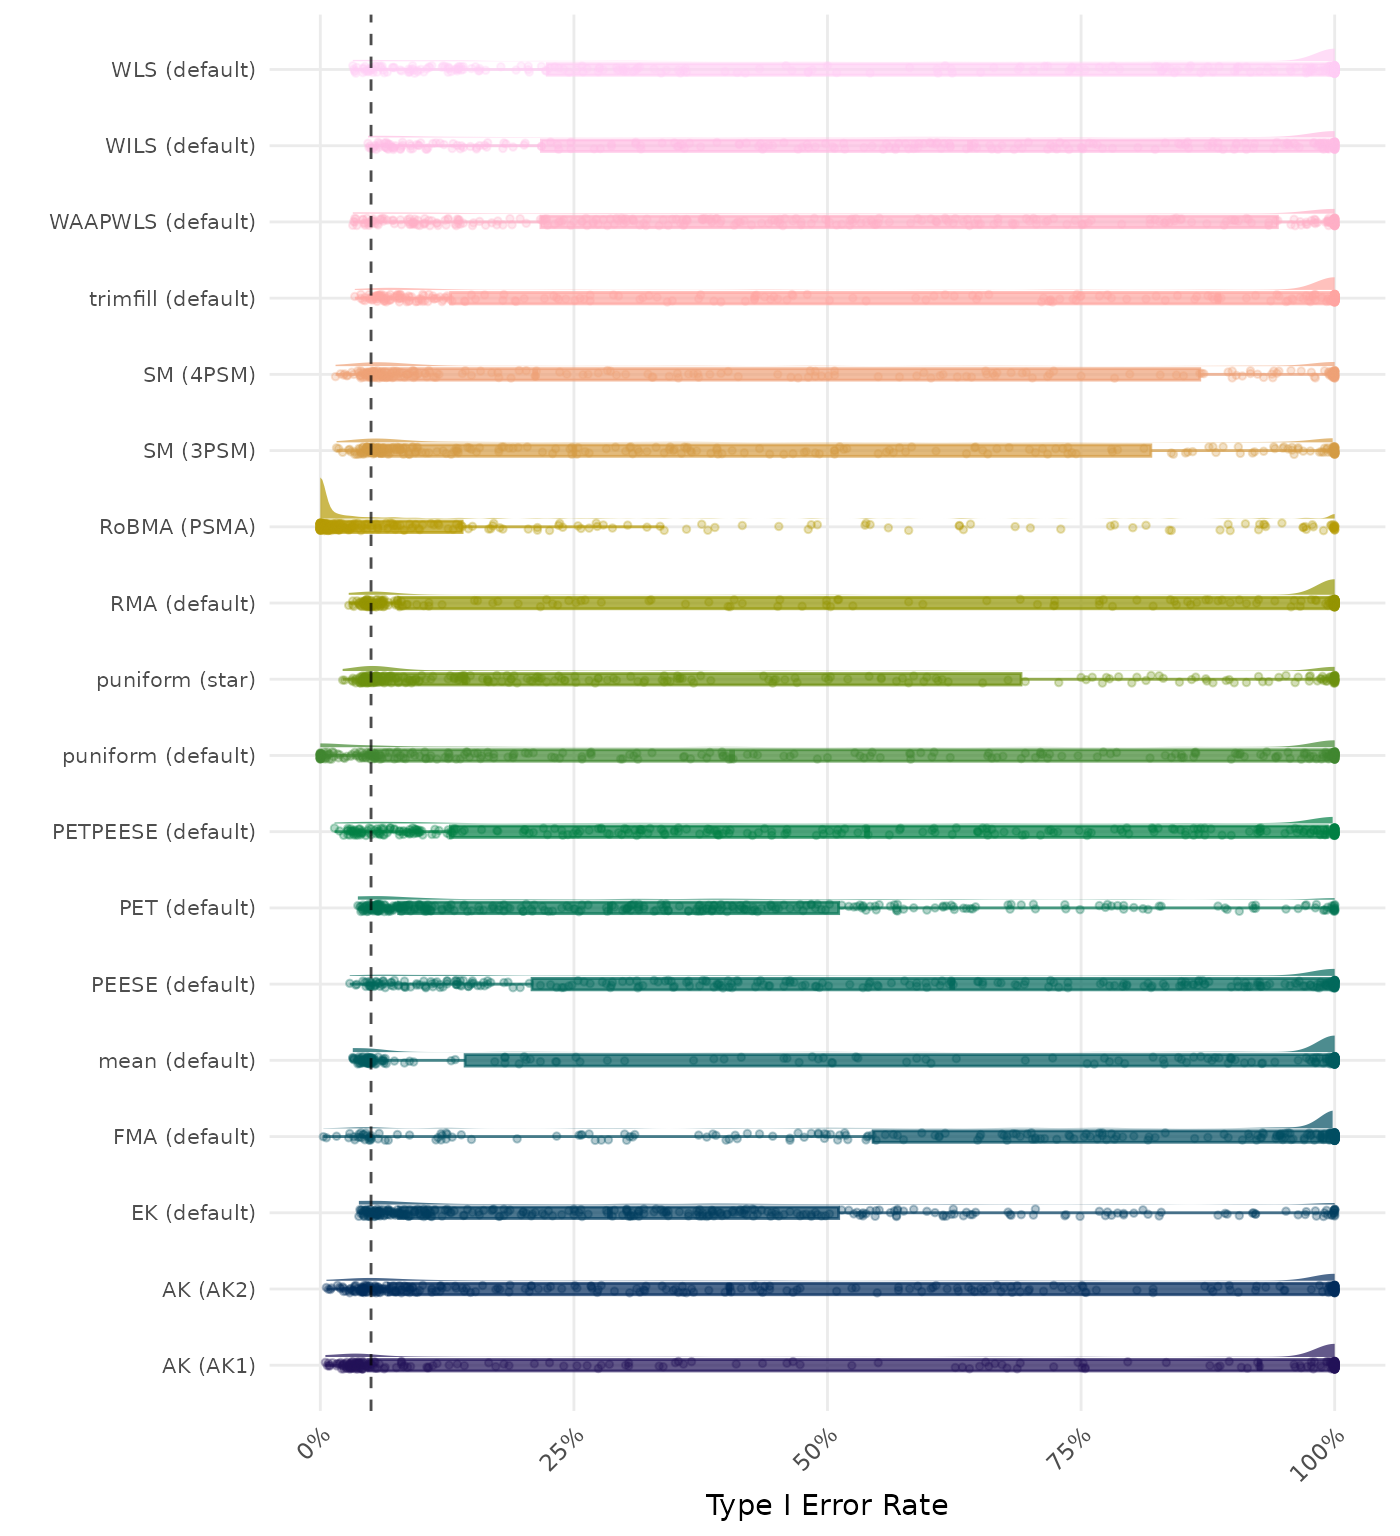 WLS (default)
WILS (default)
WAAPWLS (default)
trimfill (default)
SM (4PSM)
SM (3PSM)
RoBMA (PSMA)
RMA (default)
puniform (star)
puniform (default)
PETPEESE (default)
PET (default)
PEESE (default)
mean (default)
FMA (default)
EK (default)
AK (AK2)
AK (AK1)
0% 25% 50% 75% 100%
Type I Error Rate